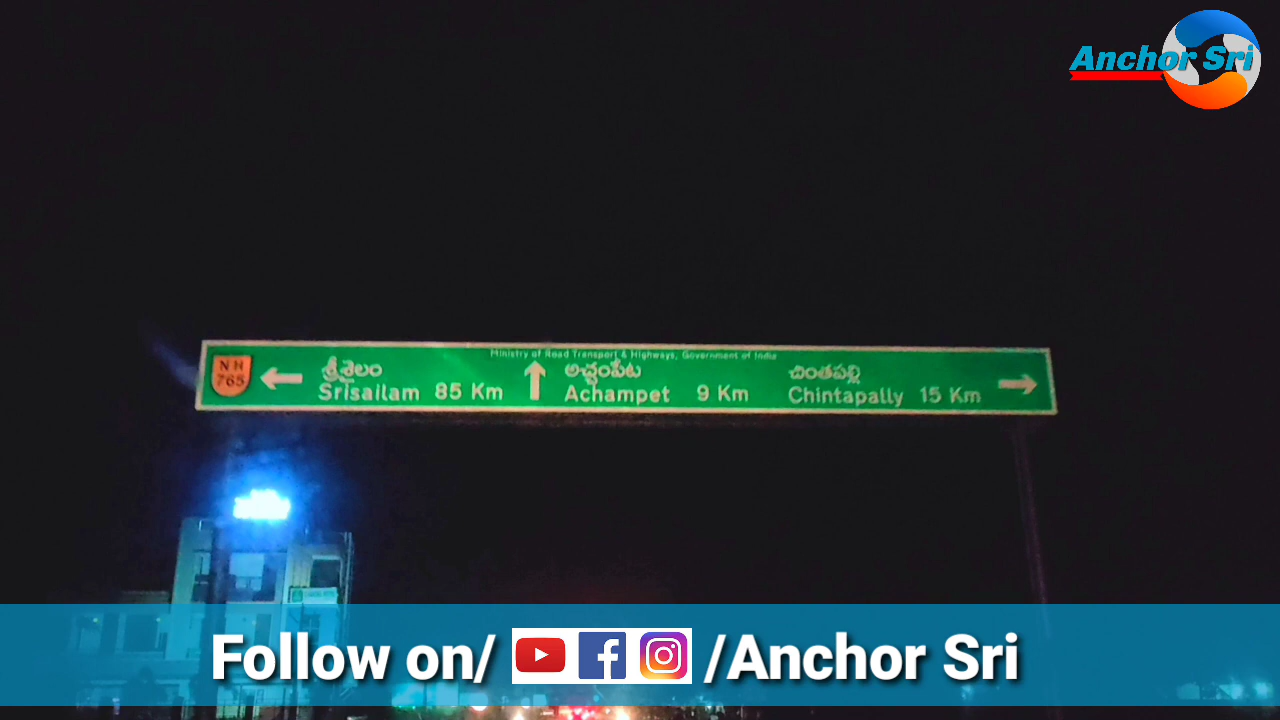 Anchor Sri
Ministry of Road Transport & Highways, Government of India
NH
765
శ్రీశైలం
Srisailam 85 Km
అచ్చంపేట
Achampet 9 Km
చింతపల్లి
Chintapally 15 Km
Follow on/ /Anchor Sri